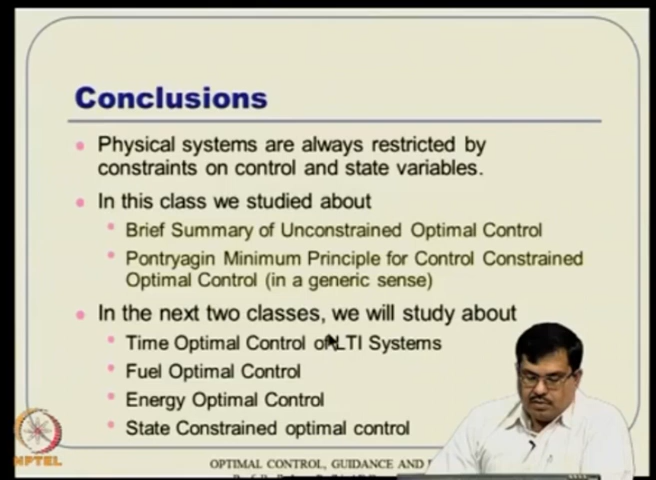 Conclusions
Physical systems are always restricted by
constraints on control and state variables.
In this class we studied about
Brief Summary of Unconstrained Optimal Control
Pontryagin Minimum Principle for Control Constrained
Optimal Control (in a generic sense)
In the next two classes, we will study about
Time Optimal Control of LTI Systems
Fuel Optimal Control
Energy Optimal Control
State Constrained optimal control
NPTEL
OPTIMAL CONTROL, GUIDANCE AND